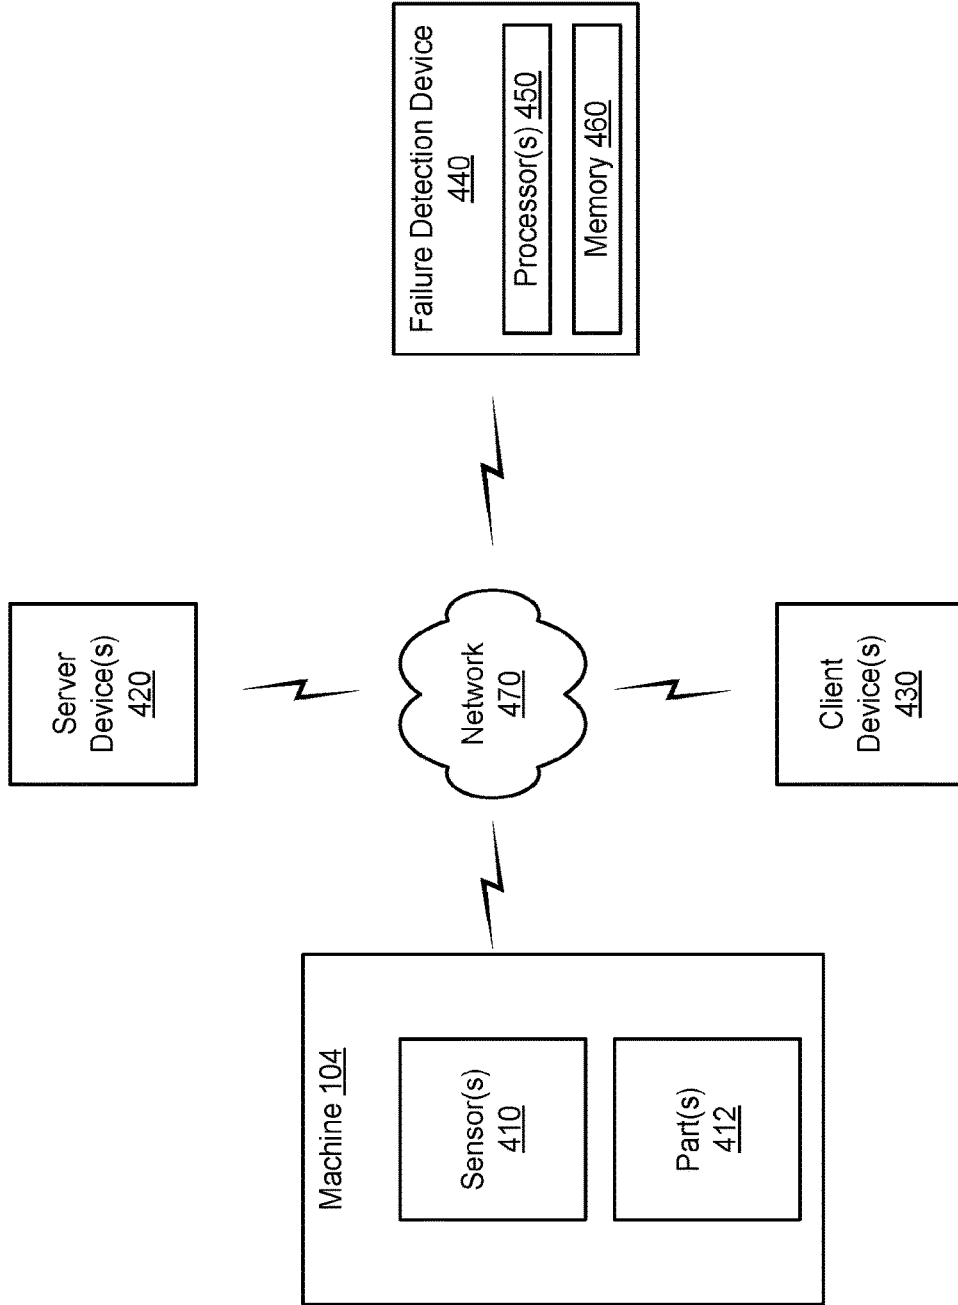 Machine 104
Sensor(s)
410
Part(s)
412
Server
Device(s)
420
Network
470
Client
Device(s)
430
Failure Detection Device
440
Processor(s) 450
Memory 460